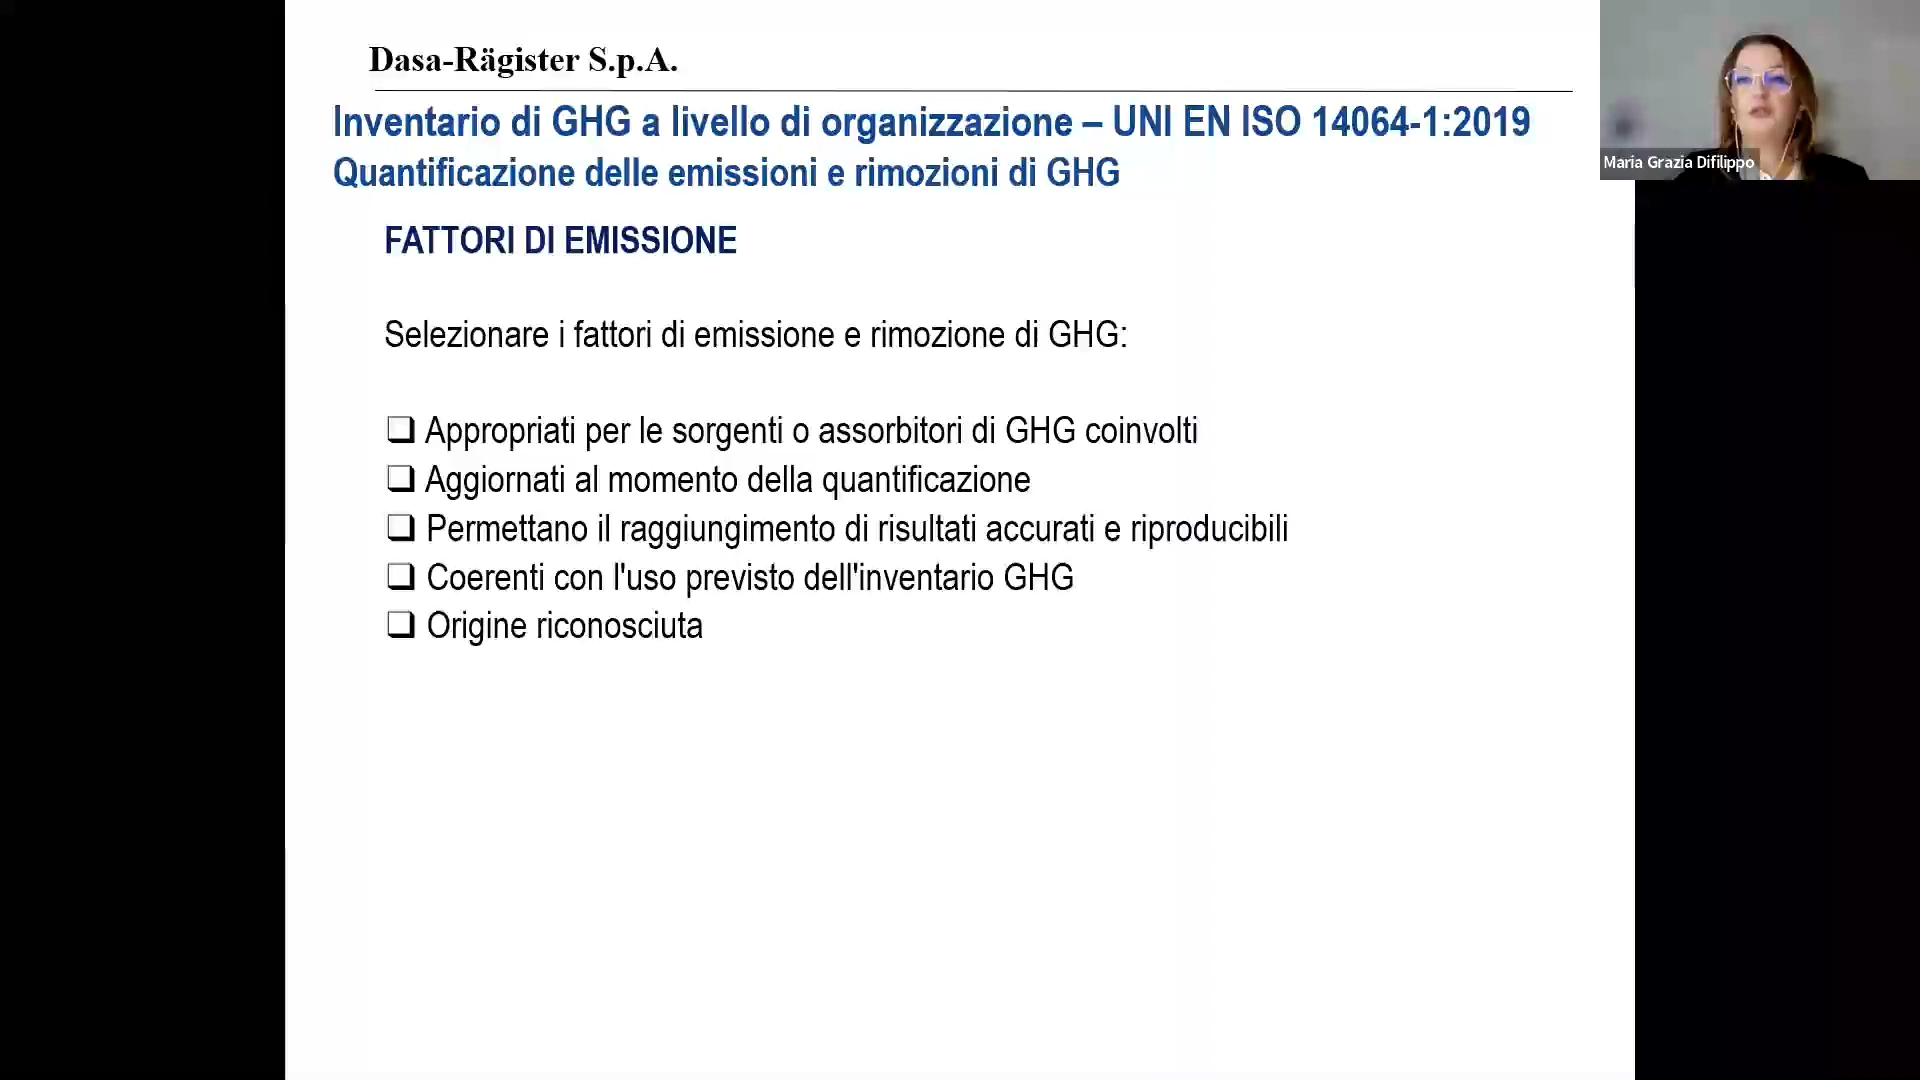 Dasa-Rägister S.p.A.
Inventario di GHG a livello di organizzazione – UNI EN ISO 14064-1:2019
Quantificazione delle emissioni e rimozioni di GHG
Maria Grazia Difilippo
FATTORI DI EMISSIONE
Selezionare i fattori di emissione e rimozione di GHG:
❑ Appropriati per le sorgenti o assorbitori di GHG coinvolti
❑ Aggiornati al momento della quantificazione
❑ Permettano il raggiungimento di risultati accurati e riproducibili
❑ Coerenti con l'uso previsto dell'inventario GHG
❑ Origine riconosciuta